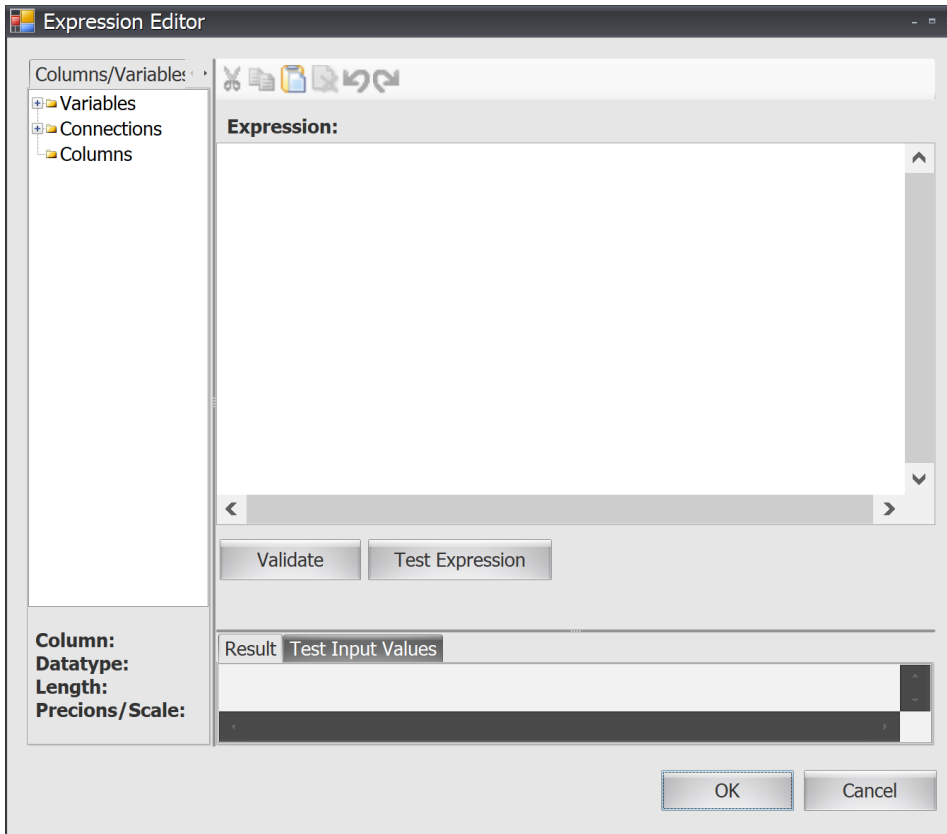 Expression Editor
Columns/Variables
Variables
Connections
Columns
Expression:
Validate
Test Expression
Column:
Datatype:
Length:
Precions/Scale:
Result
Test Input Values
OK
Cancel